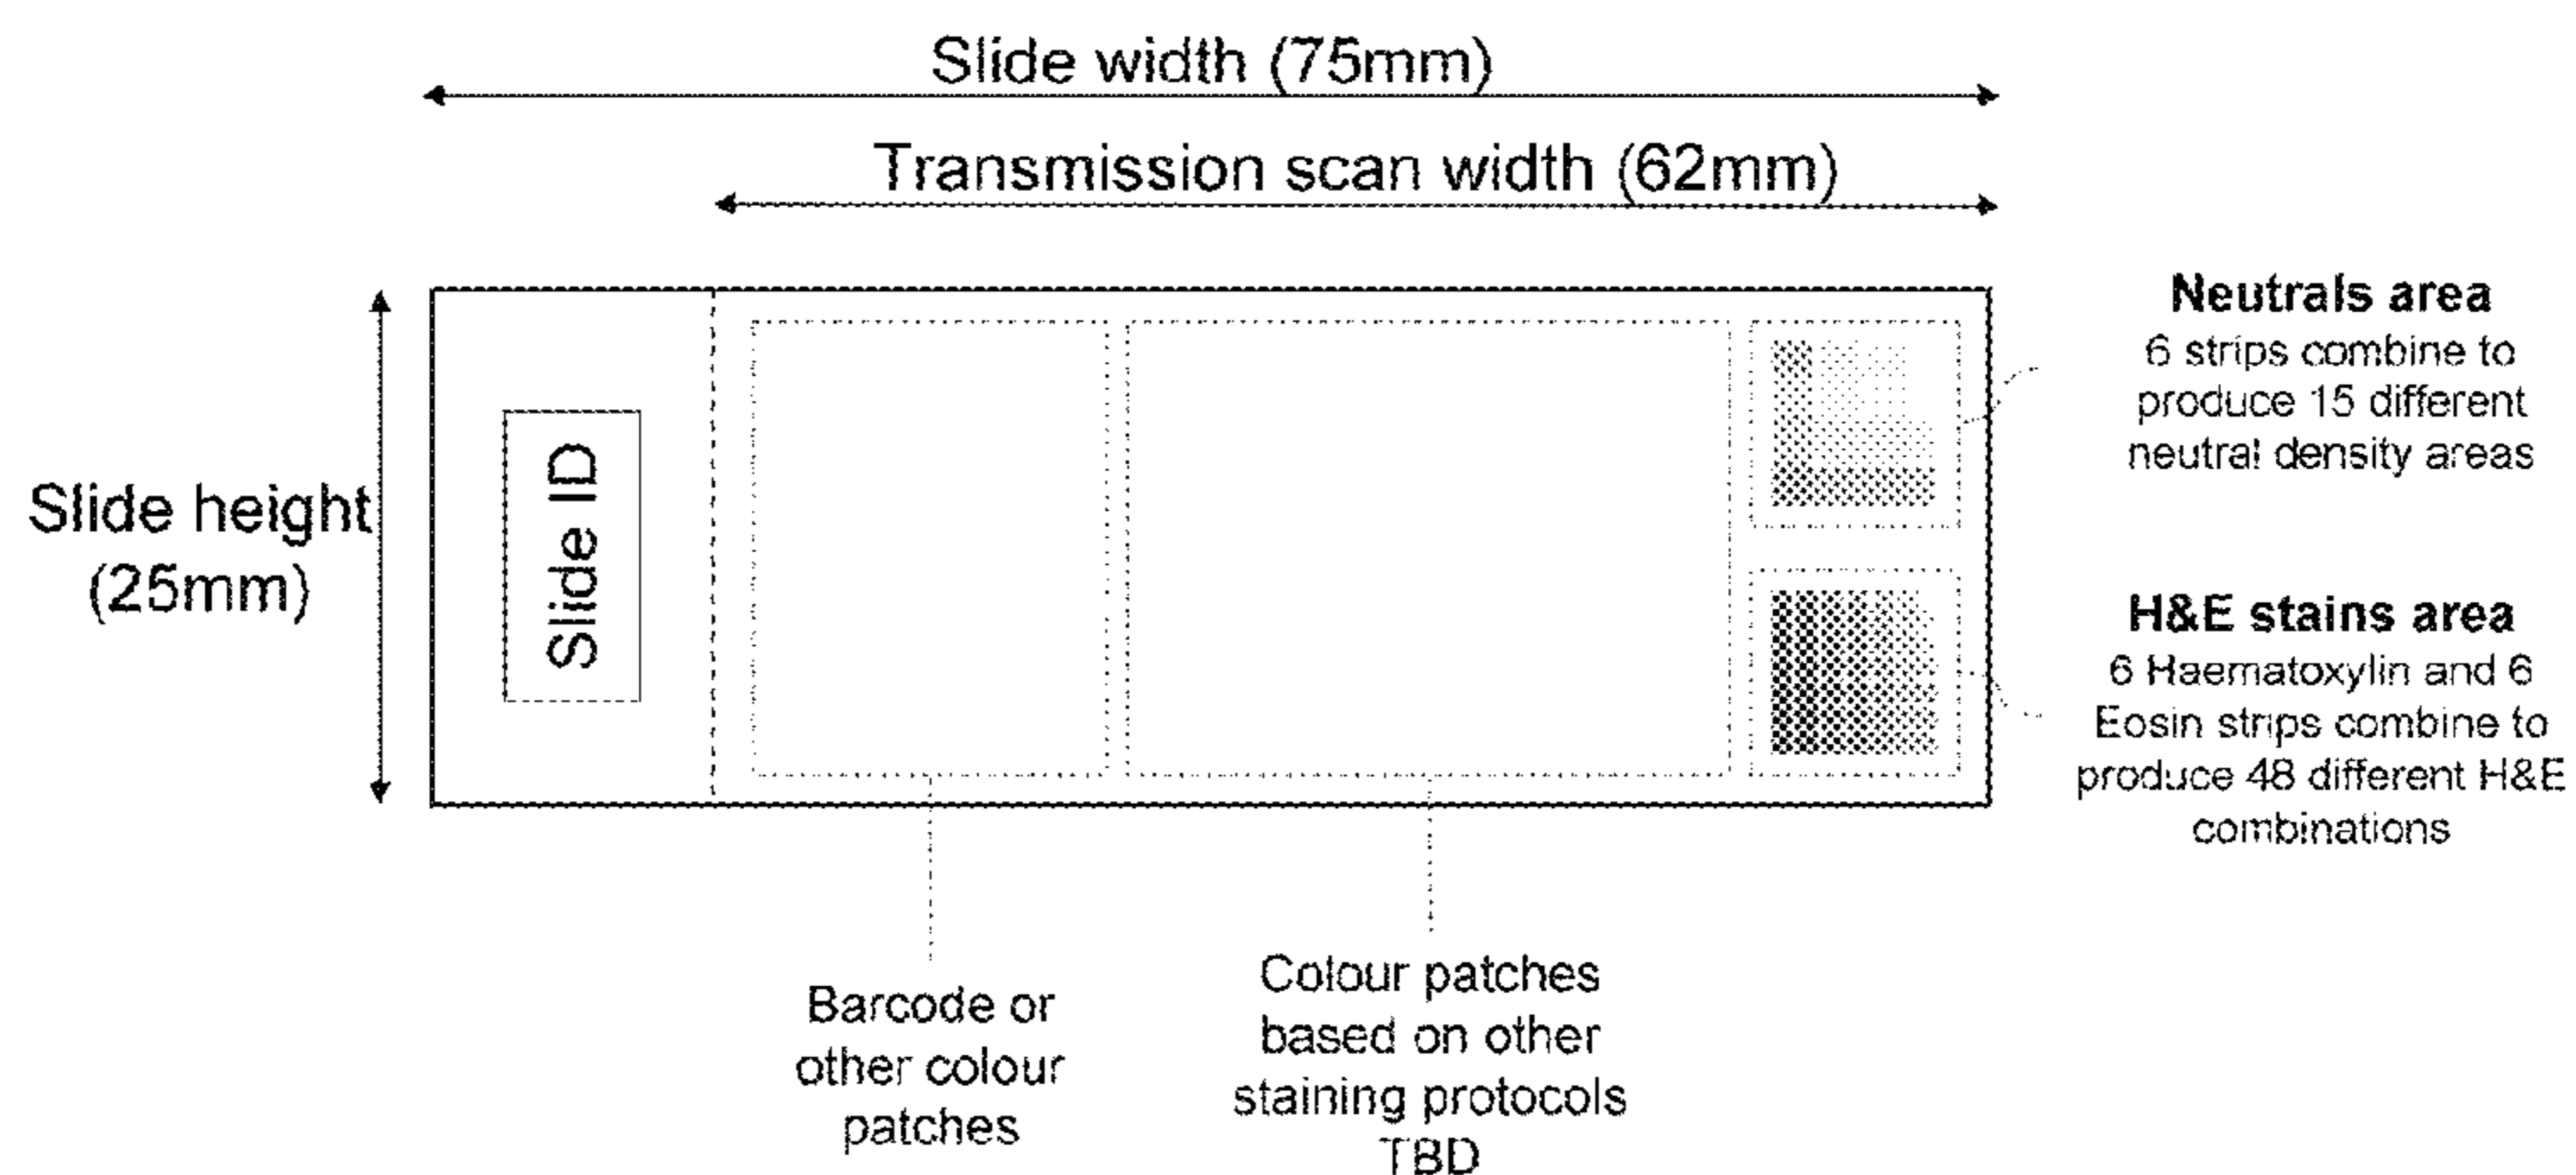 Slide width (75mm)
Transmission scan width (62mm)
Slide height
(25mm)
Slide ID
Neutrals area
6 strips combine to
produce 15 different
neutral density areas
H&E stains area
6 Haematoxylin and 6
Eosin strips combine to
produce 48 different H&E
combinations
Barcode or
other colour
patches
Colour patches
based on other
staining protocols
TBD